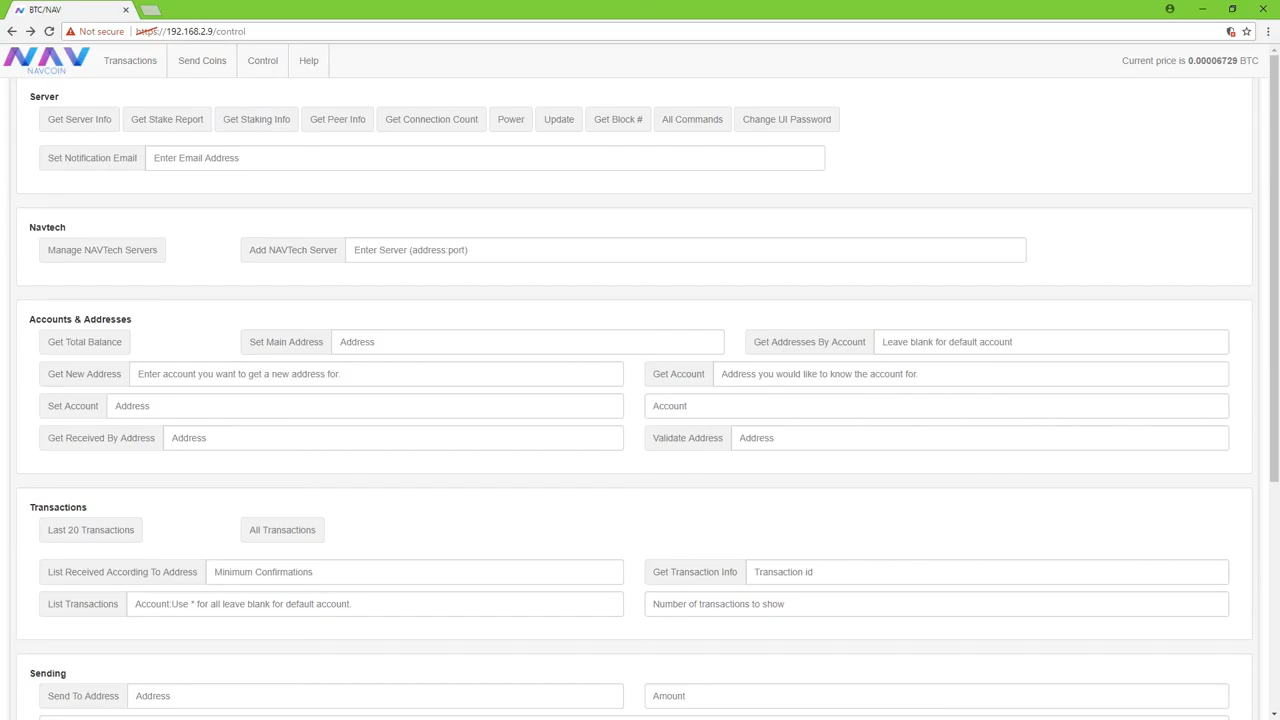 BTC/NAV
Not secure https://192.168.2.9/control
NAV
NAVCOIN
Transactions Send Coins Control Help Current price is 0.00006729 BTC
Server
Get Server Info Get Stake Report Get Staking Info Get Peer Info Get Connection Count Power Update Get Block # All Commands Change UI Password
Set Notification Email Enter Email Address
Navtech
Manage NAVTech Servers Add NAVTech Server Enter Server (address:port)
Accounts & Addresses
Get Total Balance Set Main Address Address Get Addresses By Account Leave blank for default account
Get New Address Enter account you want to get a new address for. Get Account Address you would like to know the account for.
Set Account Address Account
Get Received By Address Address Validate Address Address
Transactions
Last 20 Transactions All Transactions
List Received According To Address Minimum Confirmations Get Transaction Info Transaction id
List Transactions Account:Use * for all leave blank for default account. Number of transactions to show
Sending
Send To Address Address Amount